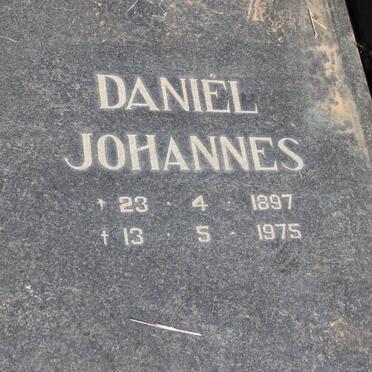 DANIËL
JOHANNES
† 23 · 4 · 1897
† 13 · 5 · 1975